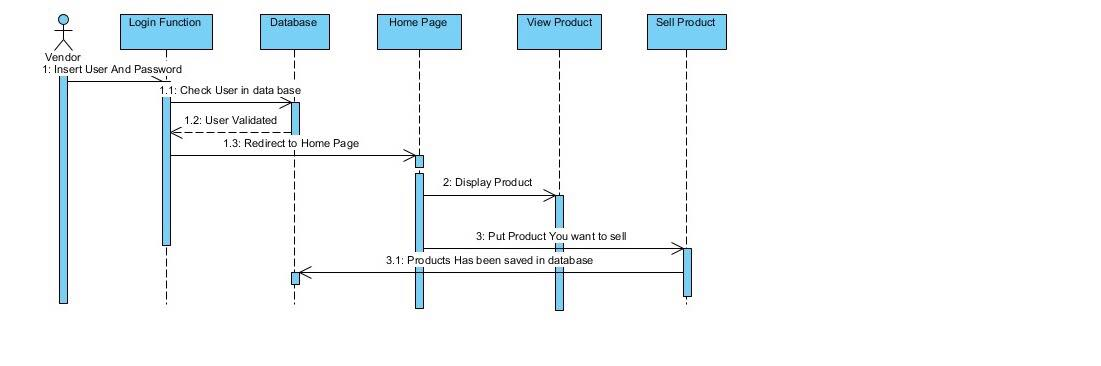 Login Function
Database
Home Page
View Product
Sell Product
Vendor
1: Insert User And Password
1.1: Check User in data base
1.2: User Validated
1.3: Redirect to Home Page
2: Display Product
3: Put Product You want to sell
3.1: Products Has been saved in database